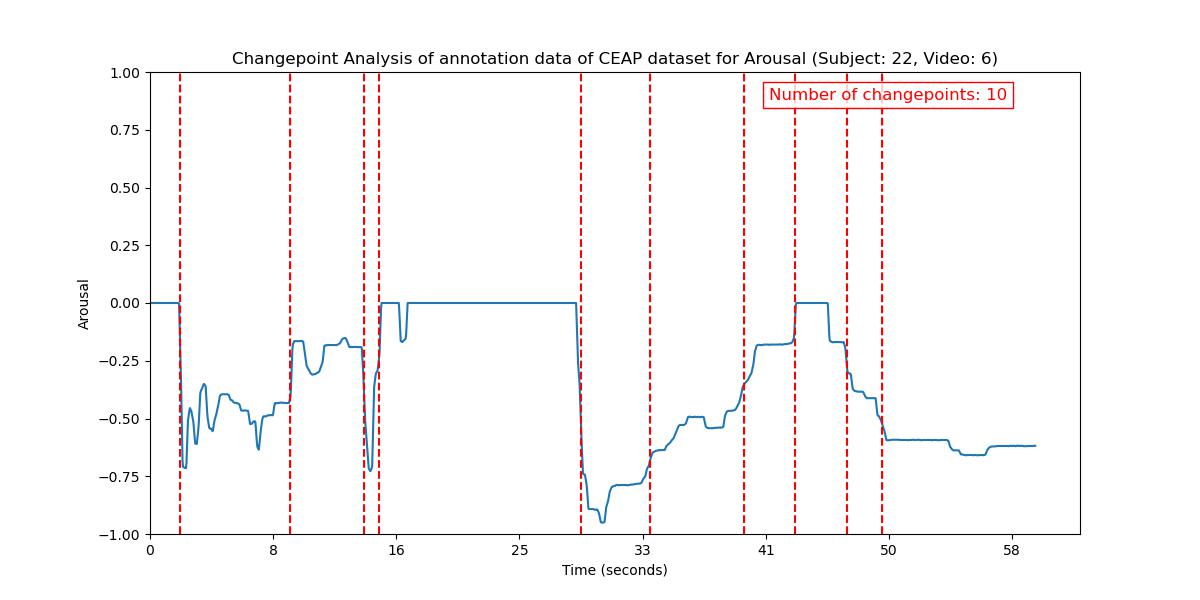 Changepoint Analysis of annotation data of CEAP dataset for Arousal (Subject: 22, Video: 6)
Number of changepoints: 10
1.00
0.75
0.50
0.25
0.00
−0.25
−0.50
−0.75
−1.00
Arousal
0 8 16 25 33 41 50 58
Time (seconds)